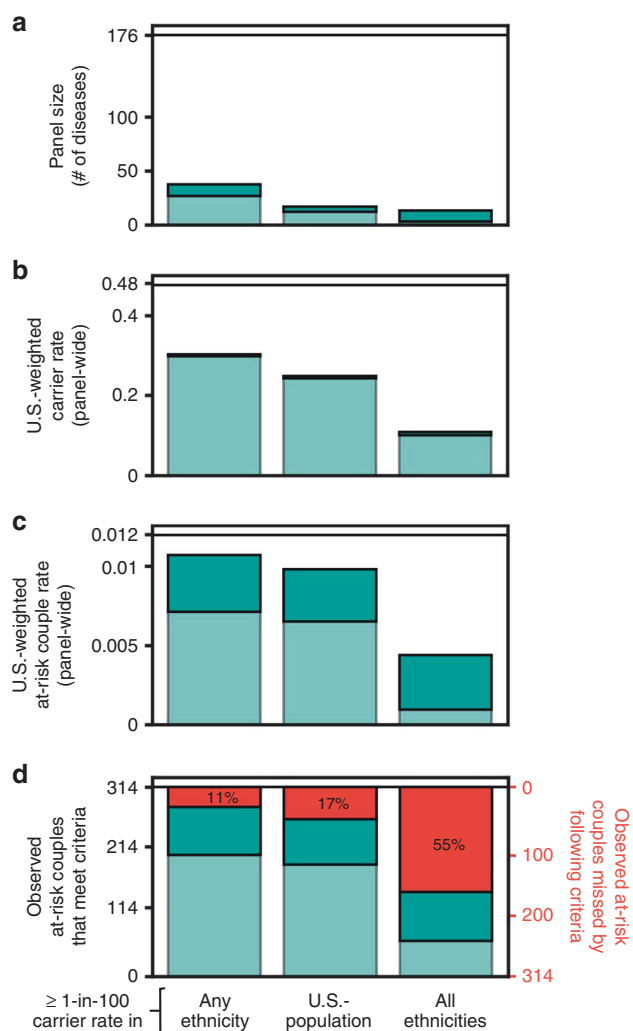 a
Panel size
(# of diseases)
176
100
50
0
b
U.S.-weighted
carrier rate
(panel-wide)
0.48
0.4
0.2
0
c
U.S.-weighted
at-risk couple rate
(panel-wide)
0.012
0.01
0.005
0
d
Observed
at-risk couples
that meet criteria
314
214
114
0
11%
17%
55%
0
100
200
314
Observed at-risk
couples missed by
following criteria
≥ 1-in-100
carrier rate in
Any
ethnicity
U.S.-
population
All
ethnicities